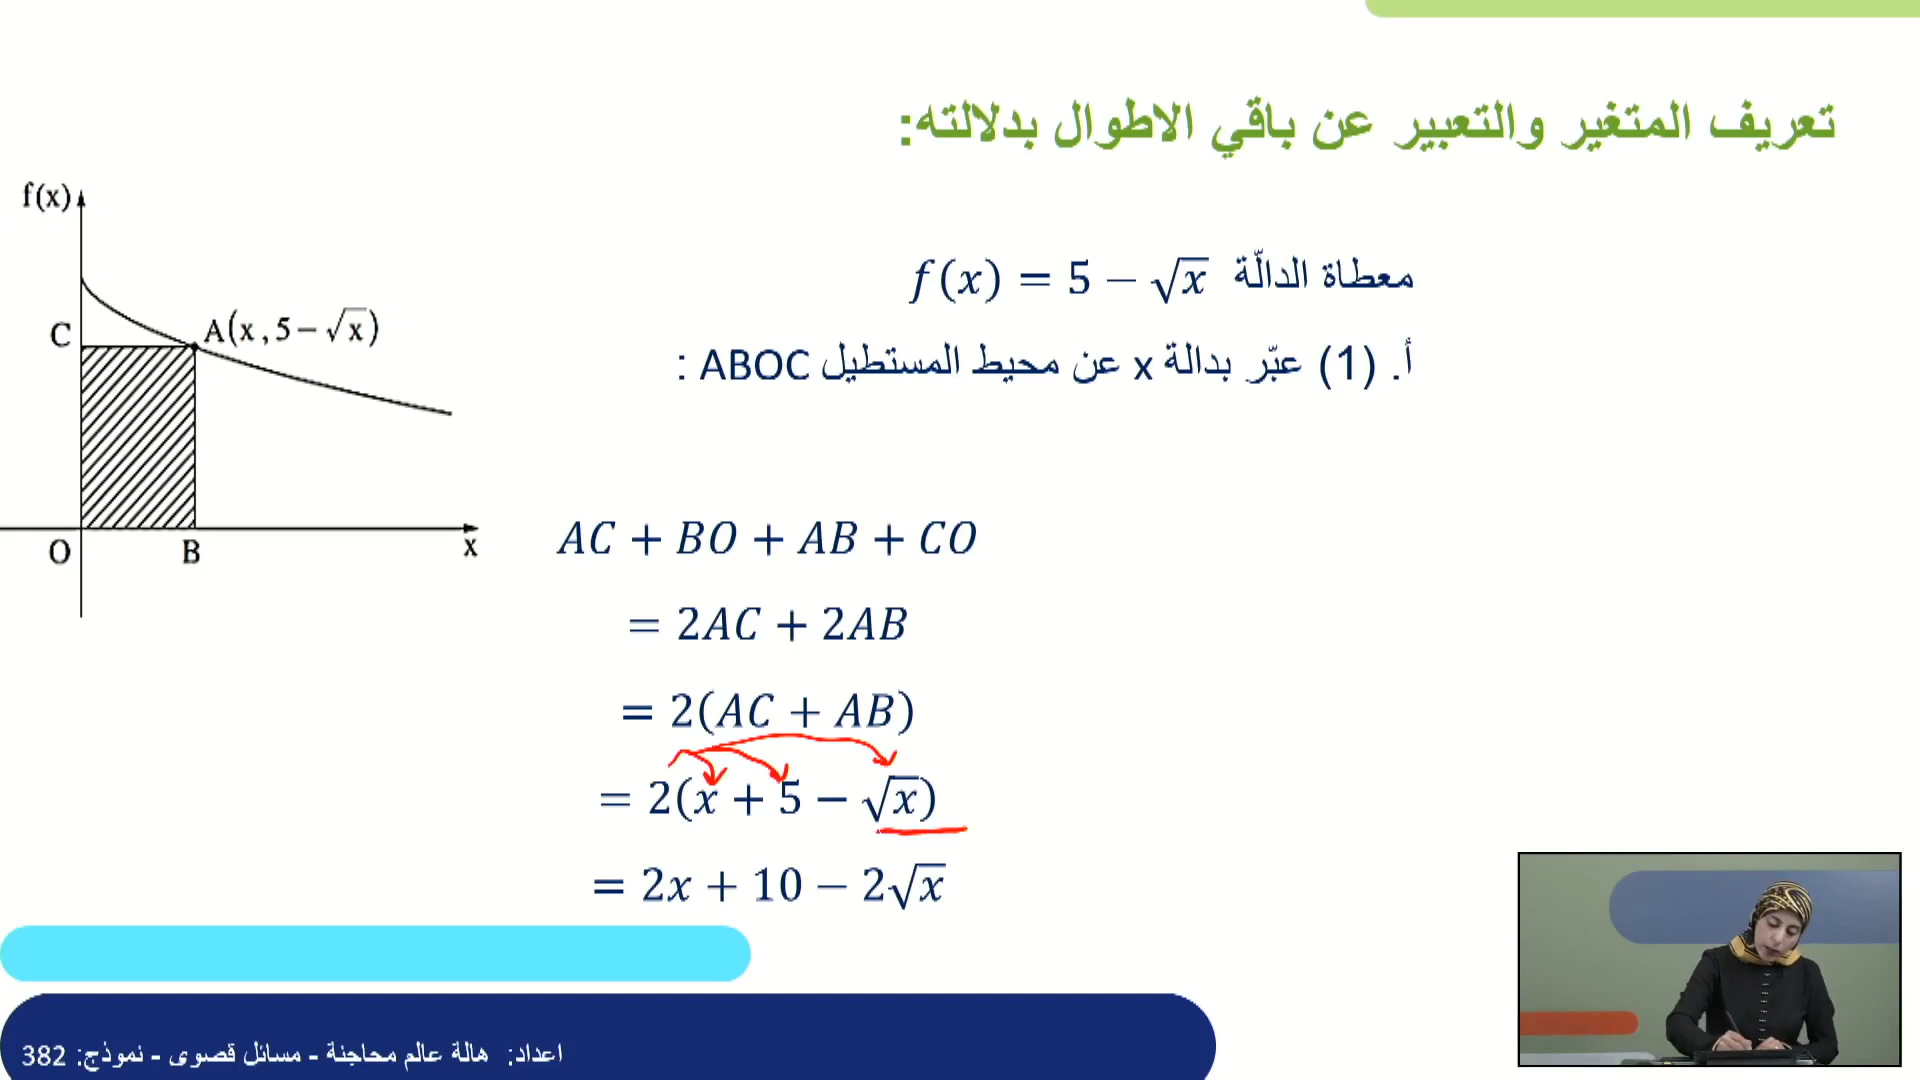 تعريف المتغير والتعبير عن باقي الاطوال بدلالته:
معطاة الدالّة f(x) = 5 − √x
أ. (1) عبّر بدالة x عن محيط المستطيل ABOC :
f(x)
C
A(x , 5 − √x)
O
B
x
AC + BO + AB + CO
= 2AC + 2AB
= 2(AC + AB)
= 2(x + 5 − √x)
= 2x + 10 − 2√x
اعداد: هالة عالم محاجنة - مسائل قصوى - نموذج: 382